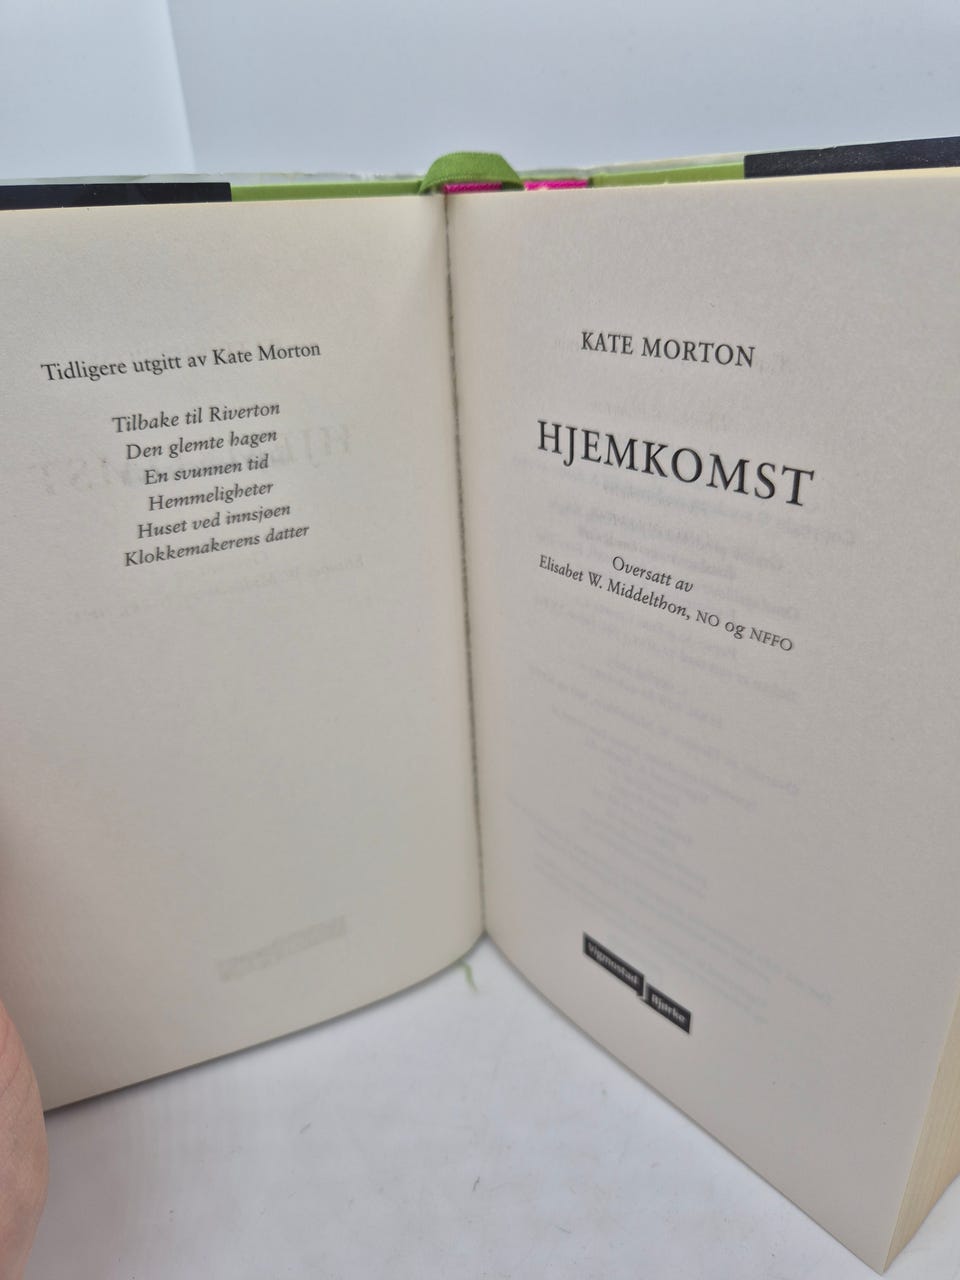 Tidligere utgitt av Kate Morton
Tilbake til Riverton
Den glemte hagen
En svunnen tid
Hemmeligheter
Huset ved innsjøen
Klokkemakerens datter
KATE MORTON
HJEMKOMST
Oversatt av
Elisabet W. Middelthon, NO og NFFO
vigmostad
Bjørke